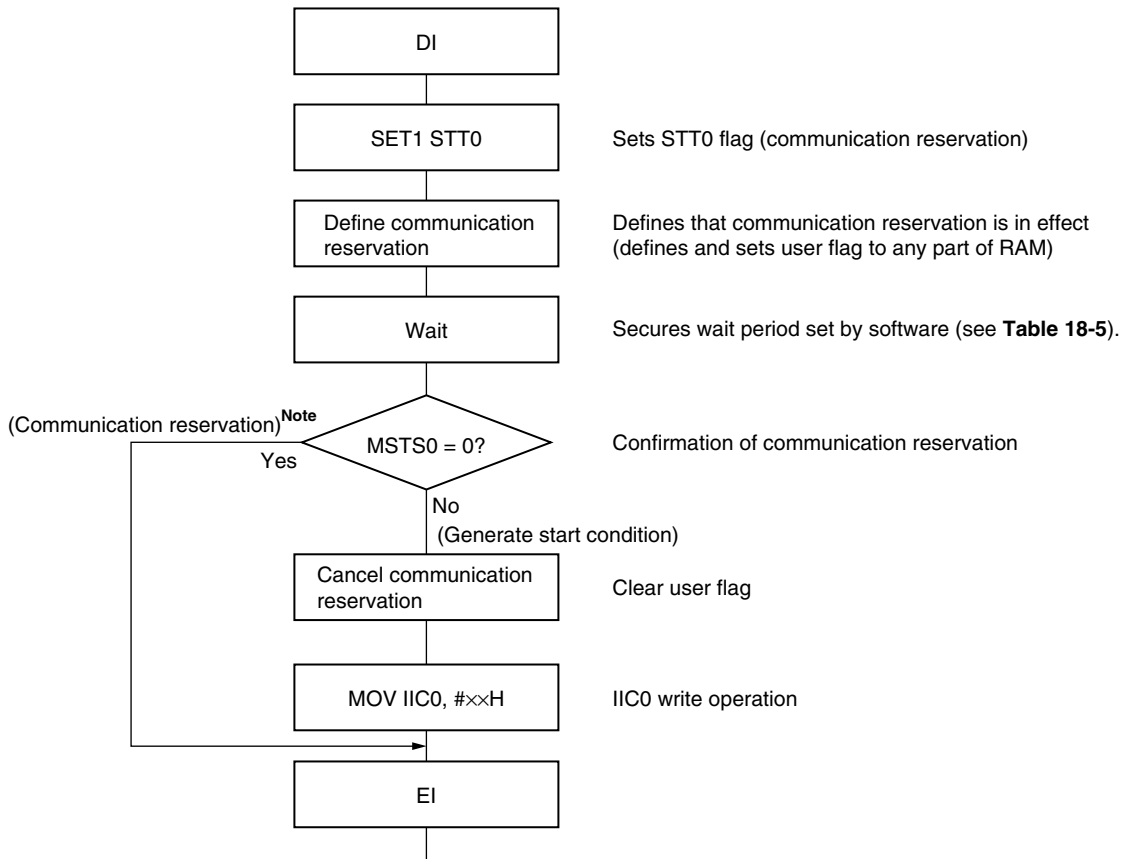 DI
SET1 STT0
Sets STT0 flag (communication reservation)
Define communication
reservation
Defines that communication reservation is in effect
(defines and sets user flag to any part of RAM)
Wait
Secures wait period set by software (see Table 18-5).
(Communication reservation)Note
Yes
MSTS0 = 0?
Confirmation of communication reservation
No
(Generate start condition)
Cancel communication
reservation
Clear user flag
MOV IIC0, #××H
IIC0 write operation
EI